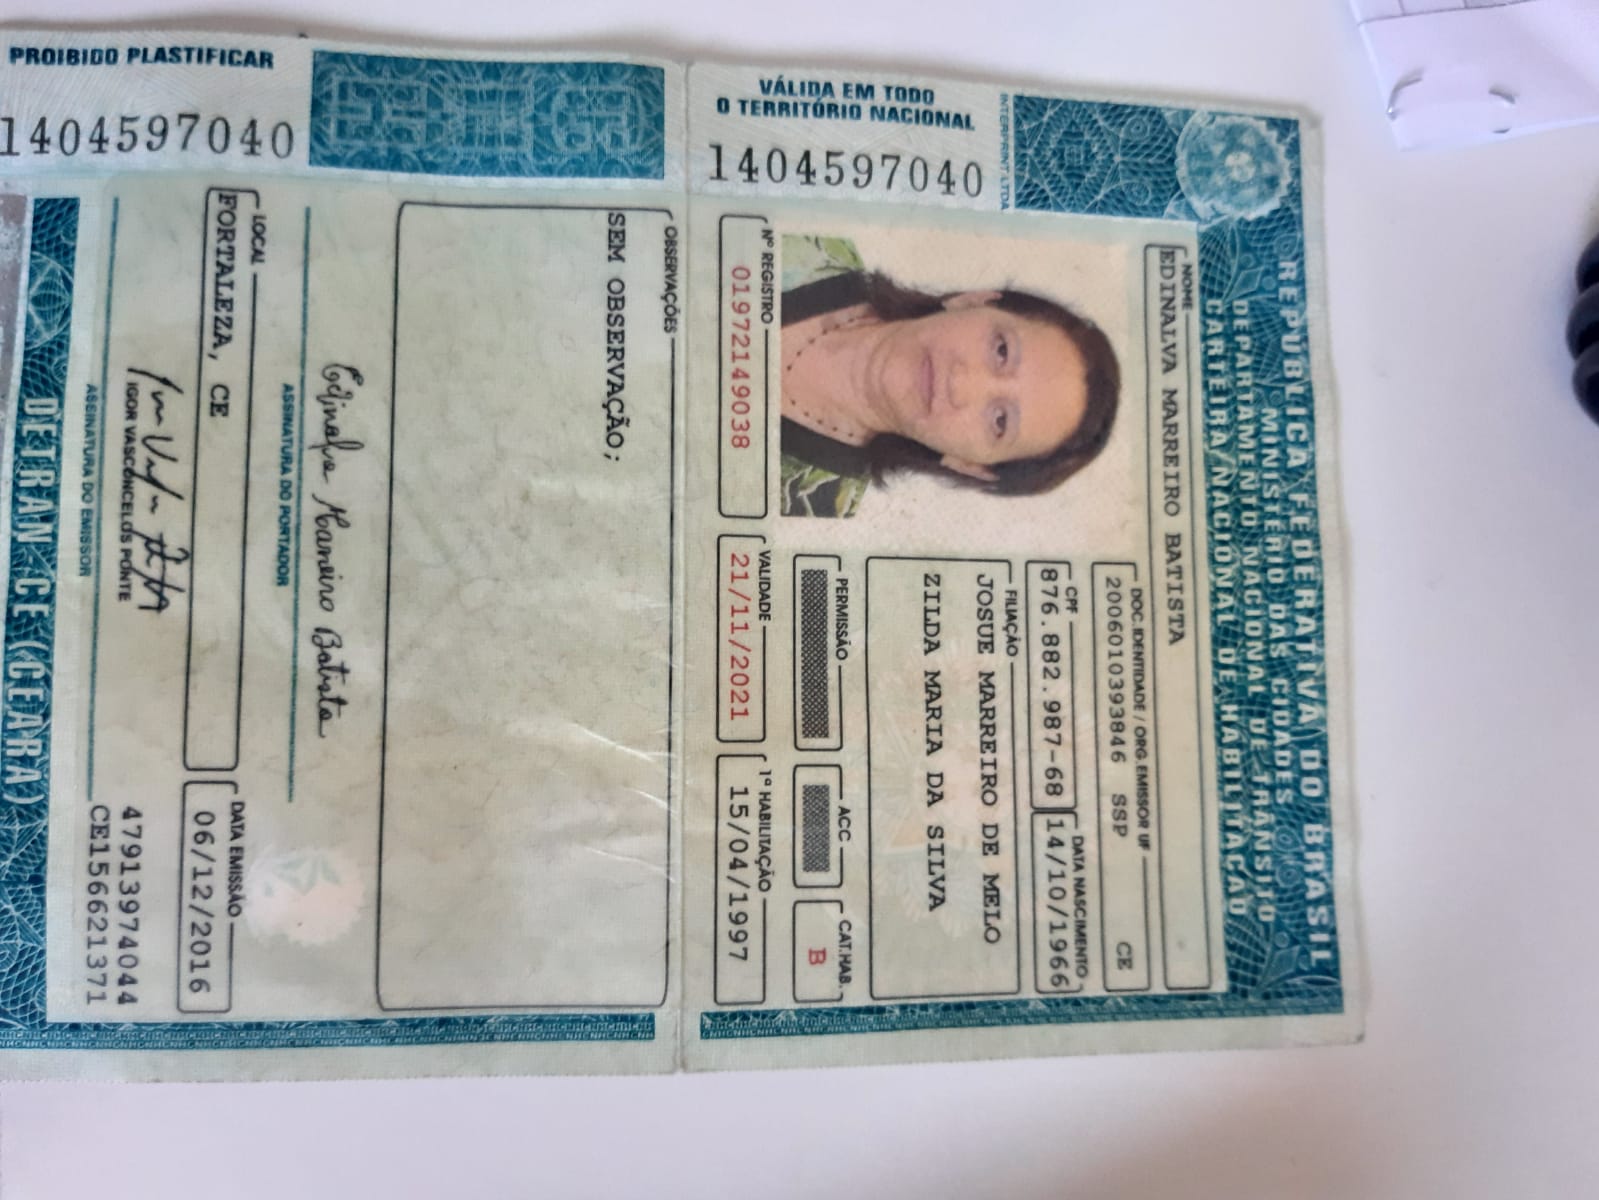 REPÚBLICA FEDERATIVA DO BRASIL
MINISTÉRIO DAS CIDADES
DEPARTAMENTO NACIONAL DE TRÂNSITO
CARTEIRA NACIONAL DE HABILITAÇÃO
NOME
EDINALVA MARREIRO BATISTA
DOC. IDENTIDADE / ORG. EMISSOR UF
2006010393846 SSP CE
CPF
876.882.987-68
DATA NASCIMENTO
14/10/1966
FILIAÇÃO
JOSUE MARREIRO DE MELO
ZILDA MARIA DA SILVA
PERMISSÃO
ACC
CAT. HAB.
B
Nº REGISTRO
01972149038
VALIDADE
21/11/2021
1ª HABILITAÇÃO
15/04/1997
INTERPRINT LTDA
VÁLIDA EM TODO
O TERRITÓRIO NACIONAL
1404597040
OBSERVAÇÕES
SEM OBSERVAÇÃO;
Edinalva Marreiro Batista
ASSINATURA DO PORTADOR
LOCAL
FORTALEZA, CE
DATA EMISSÃO
06/12/2016
IGOR VASCONCELOS PONTE
ASSINATURA DO EMISSOR
47913974044
CE156621371
DETRAN CE (CEARA)
PROIBIDO PLASTIFICAR
1404597040